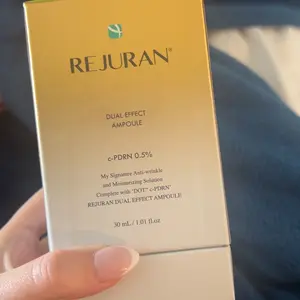 REJURAN®
DUAL EFFECT
AMPOULE
c-PDRN 0.5%
My Signature Anti-wrinkle
and Moisturizing Solution
Complete with "DOT™ c-PDRN"
REJURAN DUAL EFFECT AMPOULE
30 mL / 1.01 fl.oz